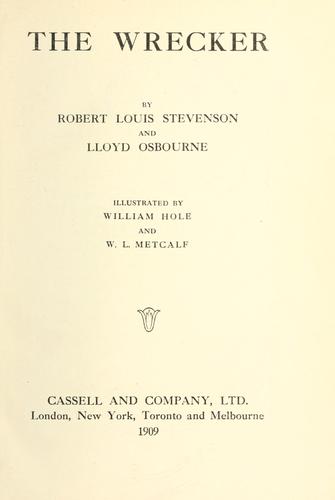 THE WRECKER
BY
ROBERT LOUIS STEVENSON
AND
LLOYD OSBOURNE
ILLUSTRATED BY
WILLIAM HOLE
AND
W. L. METCALF
CASSELL AND COMPANY, LTD.
London, New York, Toronto and Melbourne
1909